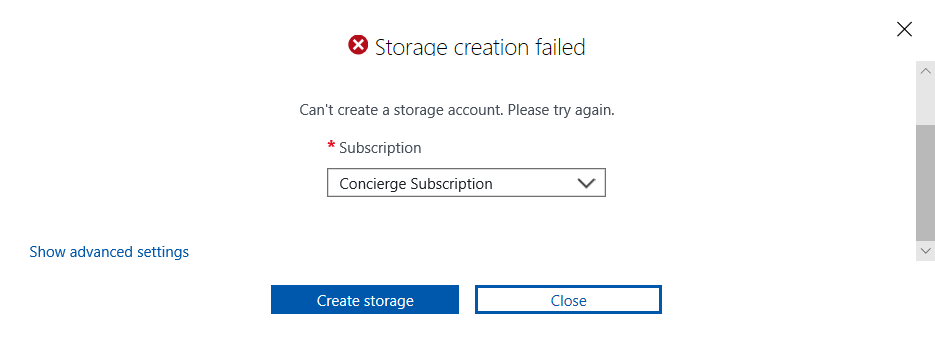 Storage creation failed
Can't create a storage account. Please try again.
* Subscription
Concierge Subscription
Show advanced settings
Create storage
Close